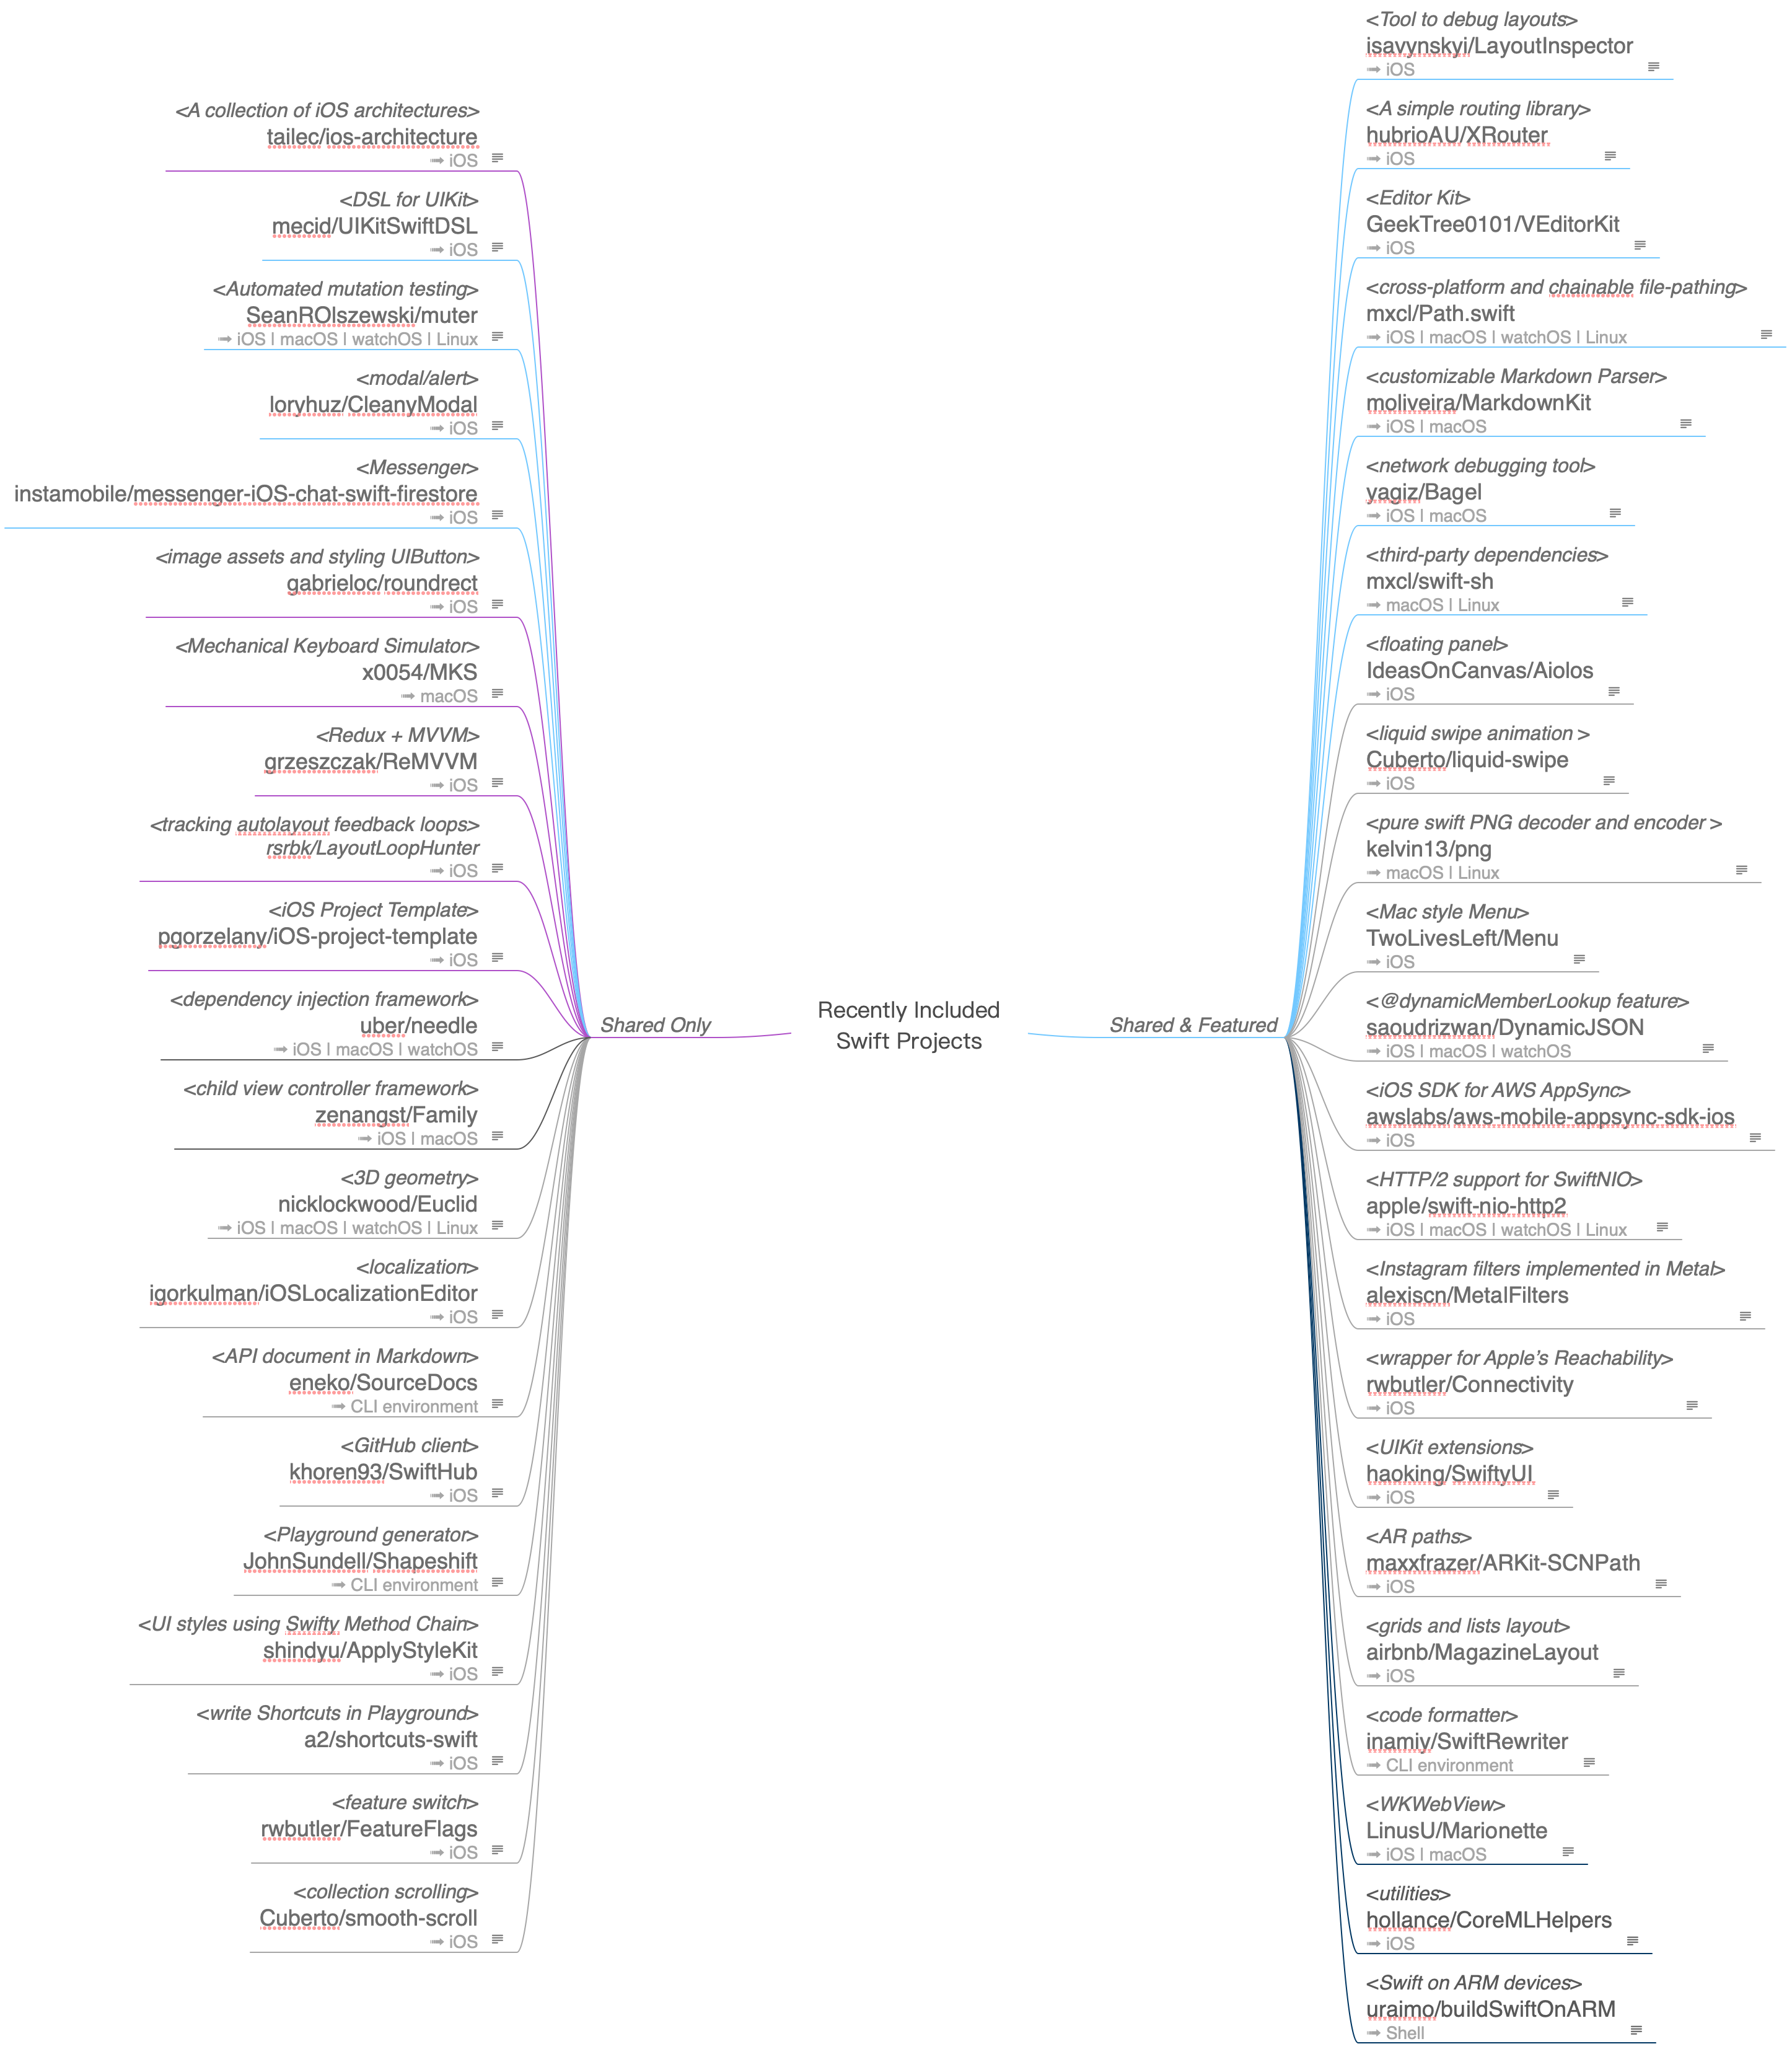 <A collection of iOS architectures>
tailec/ios-architecture
➟ iOS
<DSL for UIKit>
mecid/UIKitSwiftDSL
➟ iOS
<Automated mutation testing>
SeanROlszewski/muter
➟ iOS | macOS | watchOS | Linux
<modal/alert>
loryhuz/CleanyModal
➟ iOS
<Messenger>
instamobile/messenger-iOS-chat-swift-firestore
➟ iOS
<image assets and styling UIButton>
gabrieloc/roundrect
➟ iOS
<Mechanical Keyboard Simulator>
x0054/MKS
➟ macOS
<Redux + MVVM>
grzeszczak/ReMVVM
➟ iOS
<tracking autolayout feedback loops>
rsrbk/LayoutLoopHunter
➟ iOS
<iOS Project Template>
pgorzelany/iOS-project-template
➟ iOS
<dependency injection framework>
uber/needle
➟ iOS | macOS | watchOS
<child view controller framework>
zenangst/Family
➟ iOS | macOS
<3D geometry>
nicklockwood/Euclid
➟ iOS | macOS | watchOS | Linux
<localization>
igorkulman/iOSLocalizationEditor
➟ iOS
<API document in Markdown>
eneko/SourceDocs
➟ CLI environment
<GitHub client>
khoren93/SwiftHub
➟ iOS
<Playground generator>
JohnSundell/Shapeshift
➟ CLI environment
<UI styles using Swifty Method Chain>
shindyu/ApplyStyleKit
➟ iOS
<write Shortcuts in Playground>
a2/shortcuts-swift
➟ iOS
<feature switch>
rwbutler/FeatureFlags
➟ iOS
<collection scrolling>
Cuberto/smooth-scroll
➟ iOS
Shared Only
Recently Included
Swift Projects
Shared & Featured
<Tool to debug layouts>
isavynskyi/LayoutInspector
➟ iOS
<A simple routing library>
hubrioAU/XRouter
➟ iOS
<Editor Kit>
GeekTree0101/VEditorKit
➟ iOS
<cross-platform and chainable file-pathing>
mxcl/Path.swift
➟ iOS | macOS | watchOS | Linux
<customizable Markdown Parser>
moliveira/MarkdownKit
➟ iOS | macOS
<network debugging tool>
yagiz/Bagel
➟ iOS | macOS
<third-party dependencies>
mxcl/swift-sh
➟ macOS | Linux
<floating panel>
IdeasOnCanvas/Aiolos
➟ iOS
<liquid swipe animation >
Cuberto/liquid-swipe
➟ iOS
<pure swift PNG decoder and encoder >
kelvin13/png
➟ macOS | Linux
<Mac style Menu>
TwoLivesLeft/Menu
➟ iOS
<@dynamicMemberLookup feature>
saoudrizwan/DynamicJSON
➟ iOS | macOS | watchOS
<iOS SDK for AWS AppSync>
awslabs/aws-mobile-appsync-sdk-ios
➟ iOS
<HTTP/2 support for SwiftNIO>
apple/swift-nio-http2
➟ iOS | macOS | watchOS | Linux
<Instagram filters implemented in Metal>
alexiscn/MetalFilters
➟ iOS
<wrapper for Apple’s Reachability>
rwbutler/Connectivity
➟ iOS
<UIKit extensions>
haoking/SwiftyUI
➟ iOS
<AR paths>
maxxfrazer/ARKit-SCNPath
➟ iOS
<grids and lists layout>
airbnb/MagazineLayout
➟ iOS
<code formatter>
inamiy/SwiftRewriter
➟ CLI environment
<WKWebView>
LinusU/Marionette
➟ iOS | macOS
<utilities>
hollance/CoreMLHelpers
➟ iOS
<Swift on ARM devices>
uraimo/buildSwiftOnARM
➟ Shell